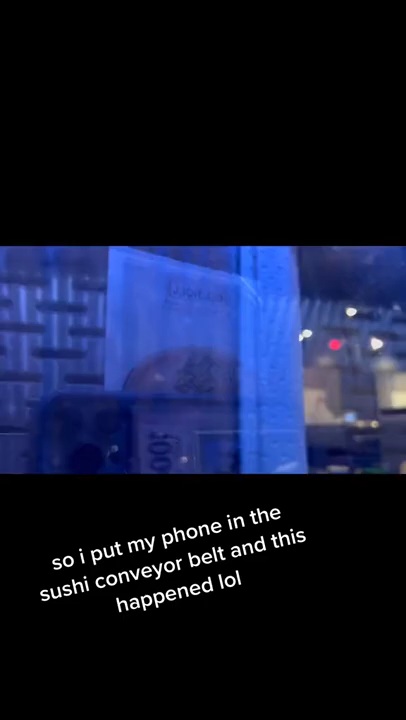 so i put my phone in the
sushi conveyor belt and this
happened lol